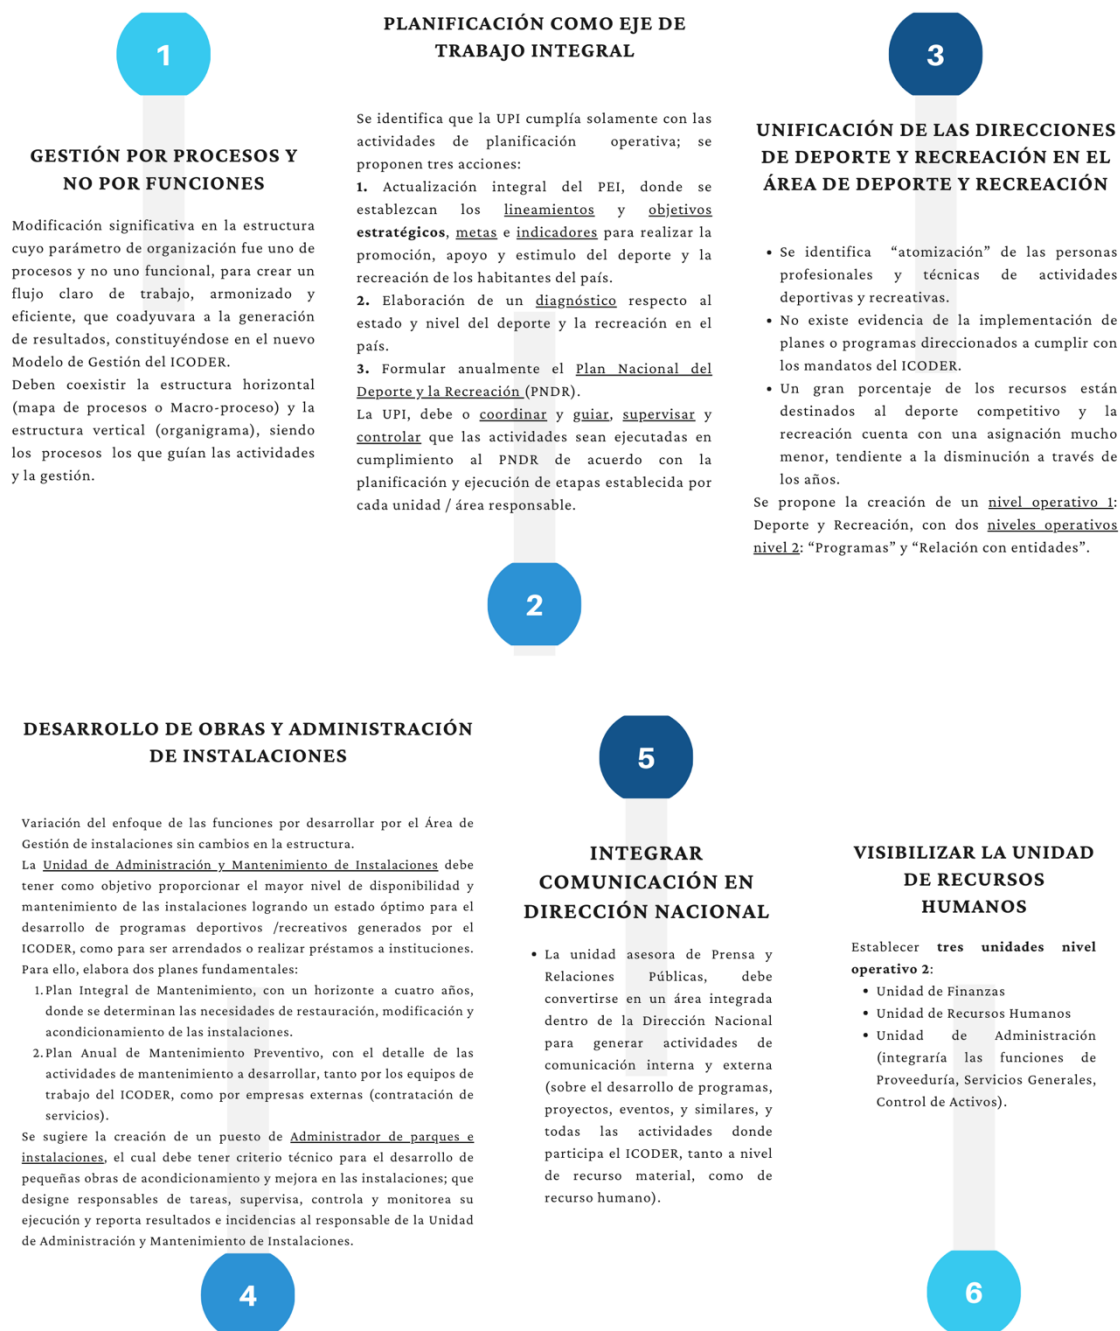 1
GESTIÓN POR PROCESOS Y
NO POR FUNCIONES
Modificación significativa en la estructura
cuyo parámetro de organización fue uno de
procesos y no uno funcional, para crear un
flujo claro de trabajo, armonizado y
eficiente, que coadyuvara a la generación
de resultados, constituyéndose en el nuevo
Modelo de Gestión del ICODER.
Deben coexistir la estructura horizontal
(mapa de procesos o Macro-proceso) y la
estructura vertical (organigrama), siendo
los procesos los que guían las actividades
y la gestión.
PLANIFICACIÓN COMO EJE DE
TRABAJO INTEGRAL
Se identifica que la UPI cumplía solamente con las
actividades de planificación operativa; se
proponen tres acciones:
1. Actualización integral del PEI, donde se
establezcan los lineamientos y objetivos
estratégicos, metas e indicadores para realizar la
promoción, apoyo y estimulo del deporte y la
recreación de los habitantes del país.
2. Elaboración de un diagnóstico respecto al
estado y nivel del deporte y la recreación en el
país.
3. Formular anualmente el Plan Nacional del
Deporte y la Recreación (PNDR).
La UPI, debe o coordinar y guiar, supervisar y
controlar que las actividades sean ejecutadas en
cumplimiento al PNDR de acuerdo con la
planificación y ejecución de etapas establecida por
cada unidad / área responsable.
2
3
UNIFICACIÓN DE LAS DIRECCIONES
DE DEPORTE Y RECREACIÓN EN EL
ÁREA DE DEPORTE Y RECREACIÓN
• Se identifica “atomización” de las personas
profesionales y técnicas de actividades
deportivas y recreativas.
• No existe evidencia de la implementación de
planes o programas direccionados a cumplir con
los mandatos del ICODER.
• Un gran porcentaje de los recursos están
destinados al deporte competitivo y la
recreación cuenta con una asignación mucho
menor, tendiente a la disminución a través de
los años.
Se propone la creación de un nivel operativo 1:
Deporte y Recreación, con dos niveles operativos
nivel 2: “Programas” y “Relación con entidades”.
DESARROLLO DE OBRAS Y ADMINISTRACIÓN
DE INSTALACIONES
Variación del enfoque de las funciones por desarrollar por el Área de
Gestión de instalaciones sin cambios en la estructura.
La Unidad de Administración y Mantenimiento de Instalaciones debe
tener como objetivo proporcionar el mayor nivel de disponibilidad y
mantenimiento de las instalaciones logrando un estado óptimo para el
desarrollo de programas deportivos /recreativos generados por el
ICODER, como para ser arrendados o realizar préstamos a instituciones.
Para ello, elabora dos planes fundamentales:
1. Plan Integral de Mantenimiento, con un horizonte a cuatro años,
donde se determinan las necesidades de restauración, modificación y
acondicionamiento de las instalaciones.
2. Plan Anual de Mantenimiento Preventivo, con el detalle de las
actividades de mantenimiento a desarrollar, tanto por los equipos de
trabajo del ICODER, como por empresas externas (contratación de
servicios).
Se sugiere la creación de un puesto de Administrador de parques e
instalaciones, el cual debe tener criterio técnico para el desarrollo de
pequeñas obras de acondicionamiento y mejora en las instalaciones; que
designe responsables de tareas, supervisa, controla y monitorea su
ejecución y reporta resultados e incidencias al responsable de la Unidad
de Administración y Mantenimiento de Instalaciones.
4
5
INTEGRAR
COMUNICACIÓN EN
DIRECCIÓN NACIONAL
• La unidad asesora de Prensa y
Relaciones Públicas, debe
convertirse en un área integrada
dentro de la Dirección Nacional
para generar actividades de
comunicación interna y externa
(sobre el desarrollo de programas,
proyectos, eventos, y similares, y
todas las actividades donde
participa el ICODER, tanto a nivel
de recurso material, como de
recurso humano).
VISIBILIZAR LA UNIDAD
DE RECURSOS
HUMANOS
Establecer tres unidades nivel
operativo 2:
• Unidad de Finanzas
• Unidad de Recursos Humanos
• Unidad de Administración
(integraría las funciones de
Proveeduría, Servicios Generales,
Control de Activos).
6